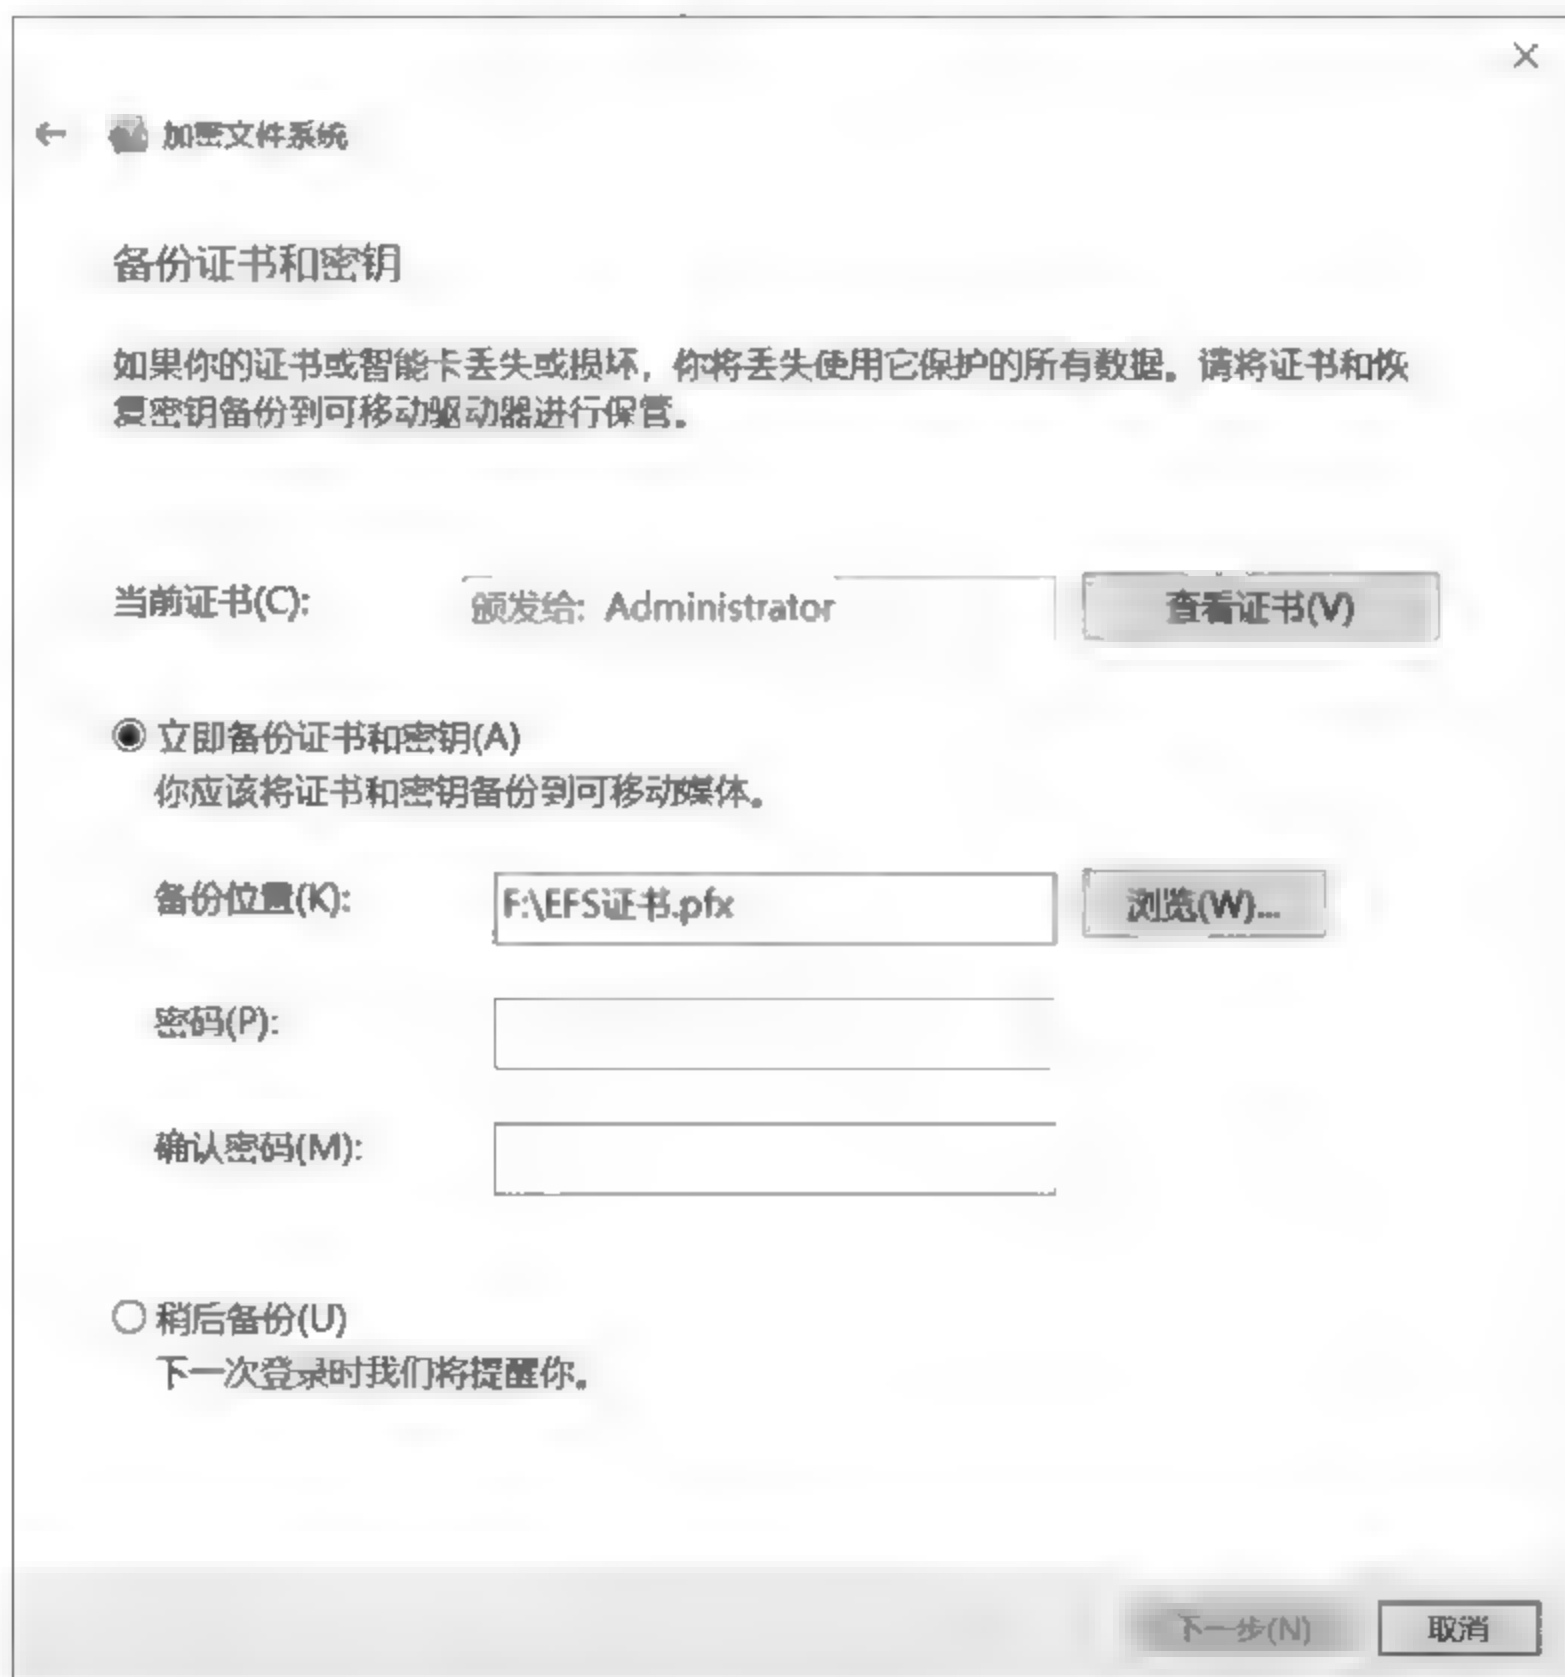 加密文件系统
备份证书和密钥
如果你的证书或智能卡丢失或损坏，你将丢失使用它保护的所有数据。请将证书和恢
复密钥备份到可移动驱动器进行保管。
当前证书(C):
颁发给: Administrator
查看证书(V)
立即备份证书和密钥(A)
你应该将证书和密钥备份到可移动媒体。
备份位置(K):
F:\EFS证书.pfx
浏览(W)...
密码(P):
确认密码(M):
稍后备份(U)
下一次登录时我们将提醒你。
下一步(N)
取消